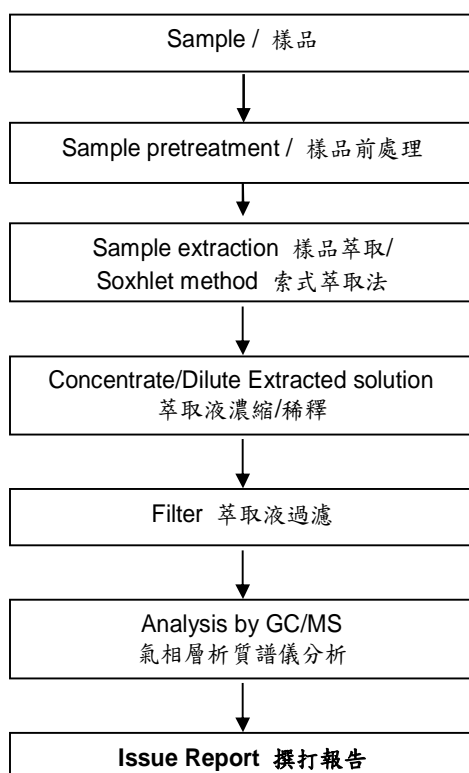 Sample / 樣品
Sample pretreatment / 樣品前處理
Sample extraction 樣品萃取/
Soxhlet method 索式萃取法
Concentrate/Dilute Extracted solution
萃取液濃縮/稀釋
Filter 萃取液過濾
Analysis by GC/MS
氣相層析質譜儀分析
Issue Report 撰打報告